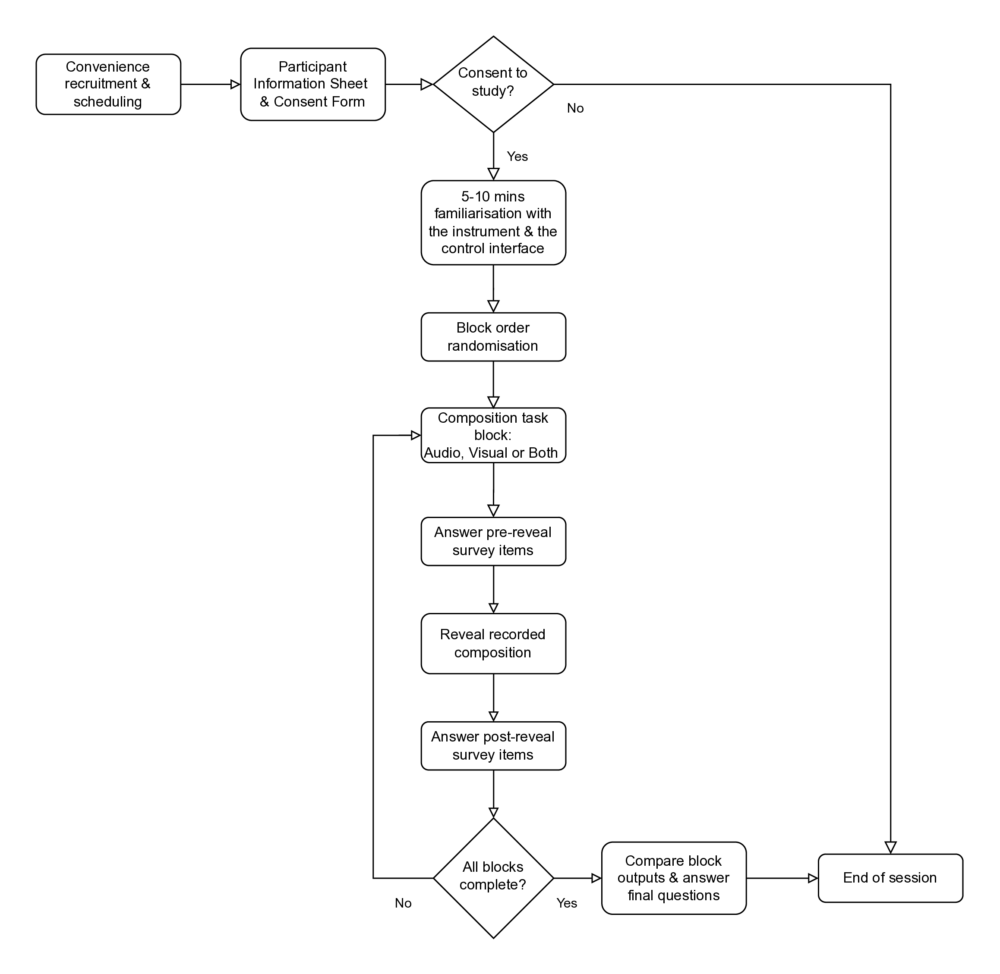 Convenience
recruitment &
scheduling
Participant
Information Sheet
& Consent Form
Consent to
study?
No
Yes
5-10 mins
familiarisation with
the instrument & the
control interface
Block order
randomisation
Composition task
block:
Audio, Visual or Both
Answer pre-reveal
survey items
Reveal recorded
composition
Answer post-reveal
survey items
All blocks
complete?
No
Yes
Compare block
outputs & answer
final questions
End of session